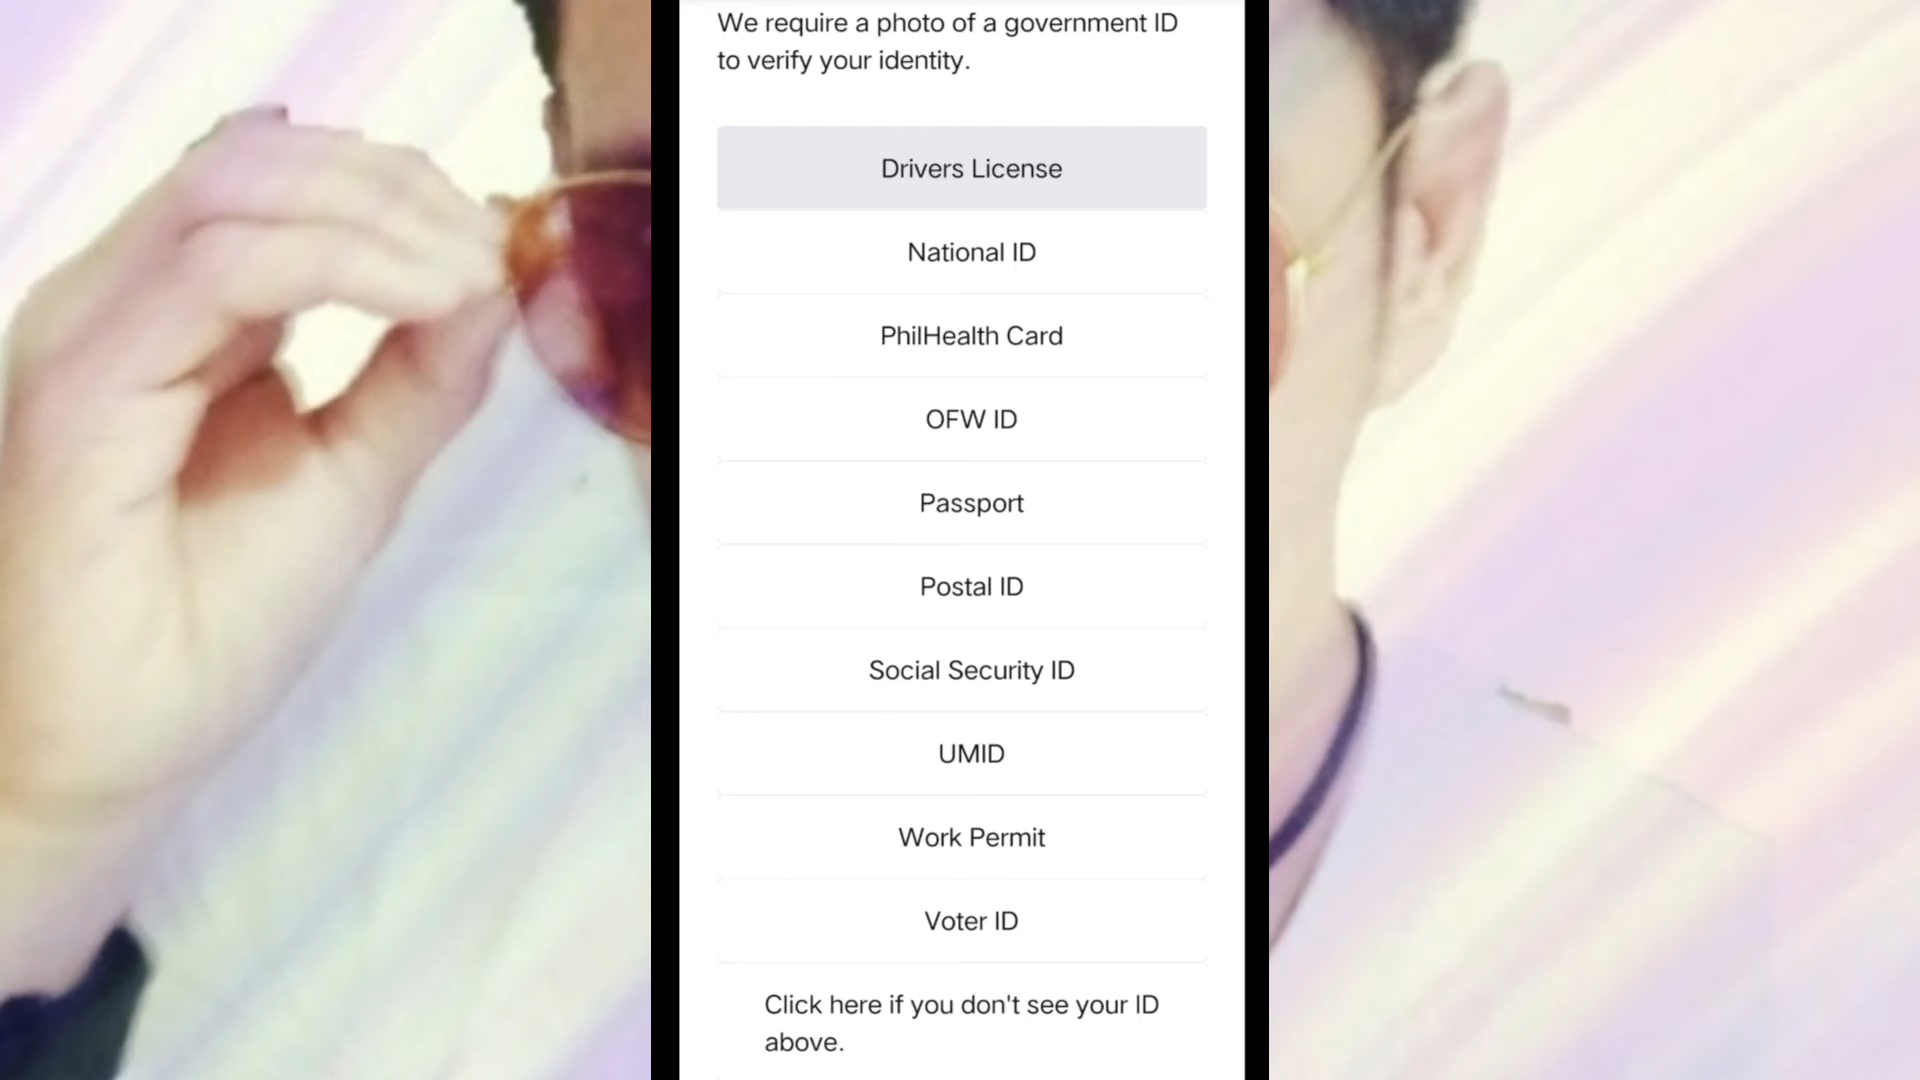 We require a photo of a government ID
to verify your identity.
Drivers License
National ID
PhilHealth Card
OFW ID
Passport
Postal ID
Social Security ID
UMID
Work Permit
Voter ID
Click here if you don't see your ID
above.